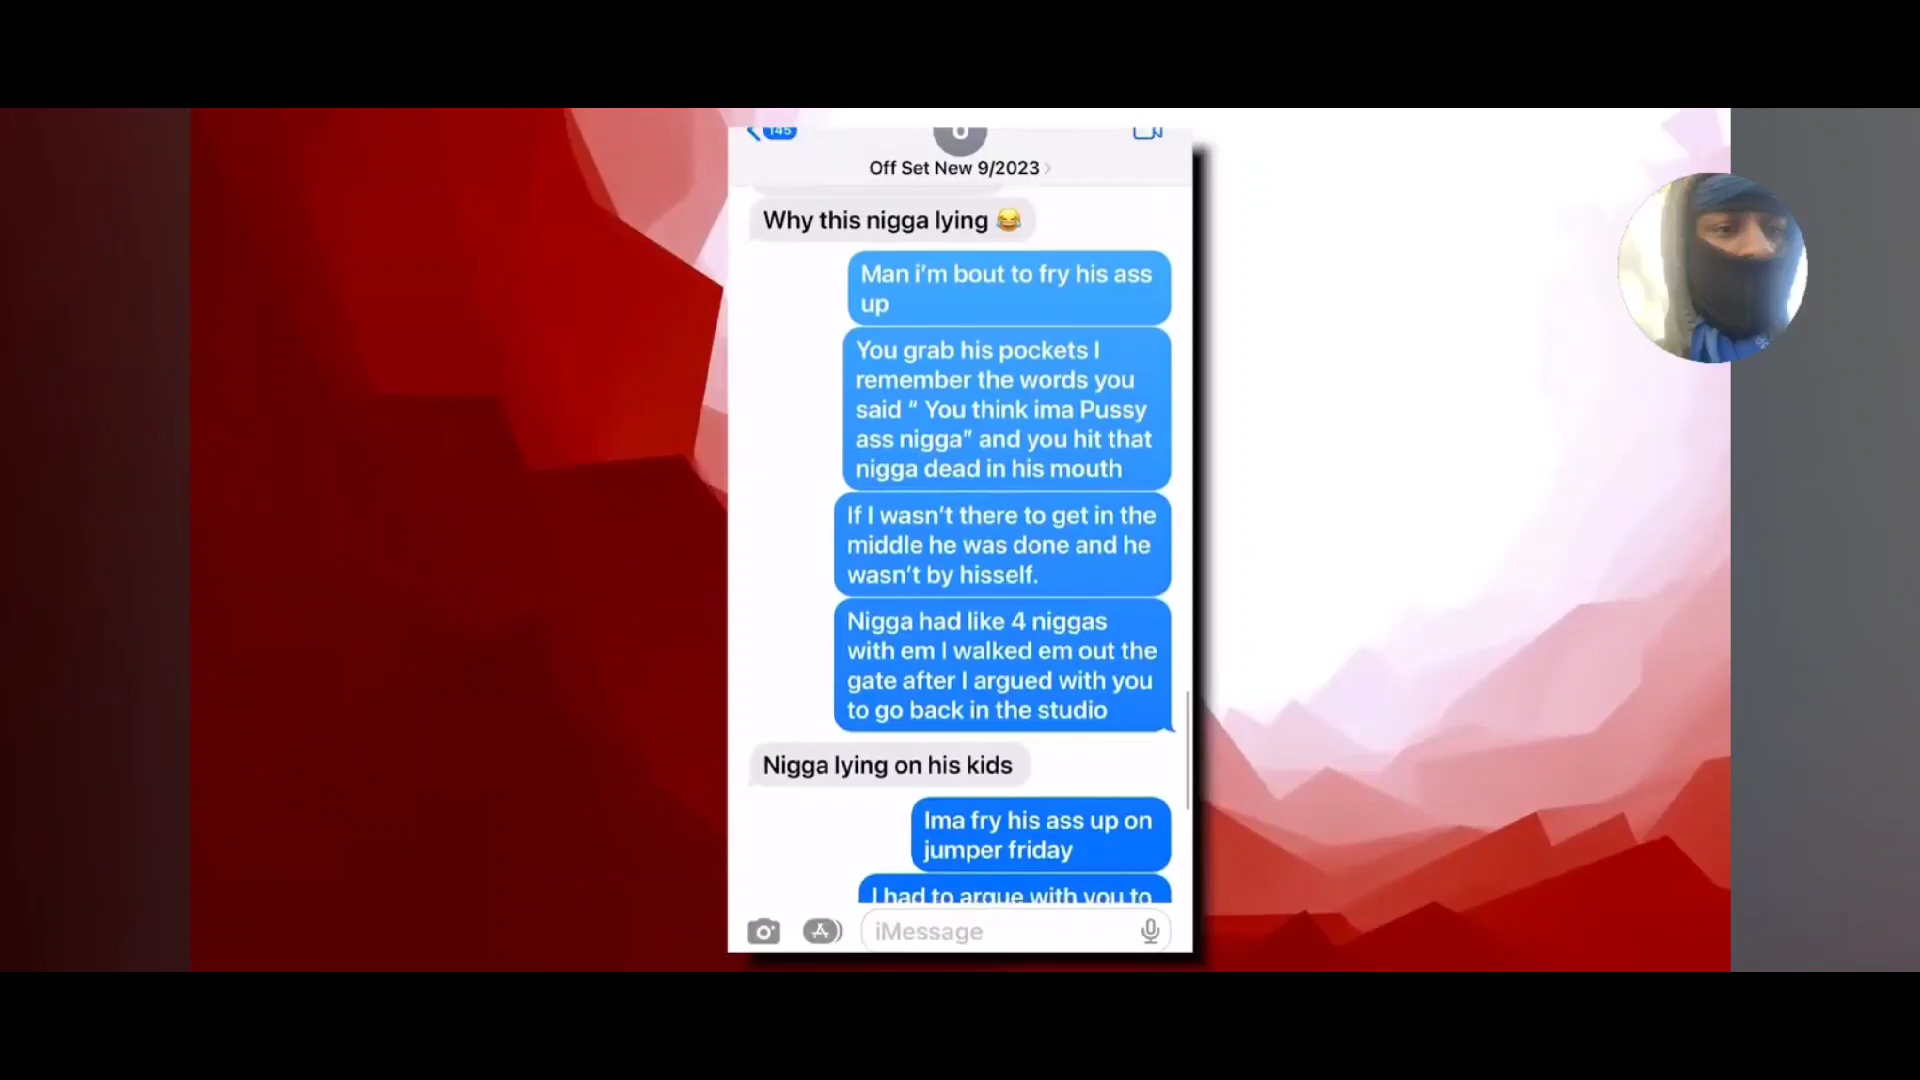 145
Off Set New 9/2023
Why this nigga lying 😂
Man i'm bout to fry his ass
up
You grab his pockets I
remember the words you
said “ You think ima Pussy
ass nigga” and you hit that
nigga dead in his mouth
If I wasn't there to get in the
middle he was done and he
wasn't by hisself.
Nigga had like 4 niggas
with em I walked em out the
gate after I argued with you
to go back in the studio
Nigga lying on his kids
Ima fry his ass up on
jumper friday
I had to argue with you to
iMessage